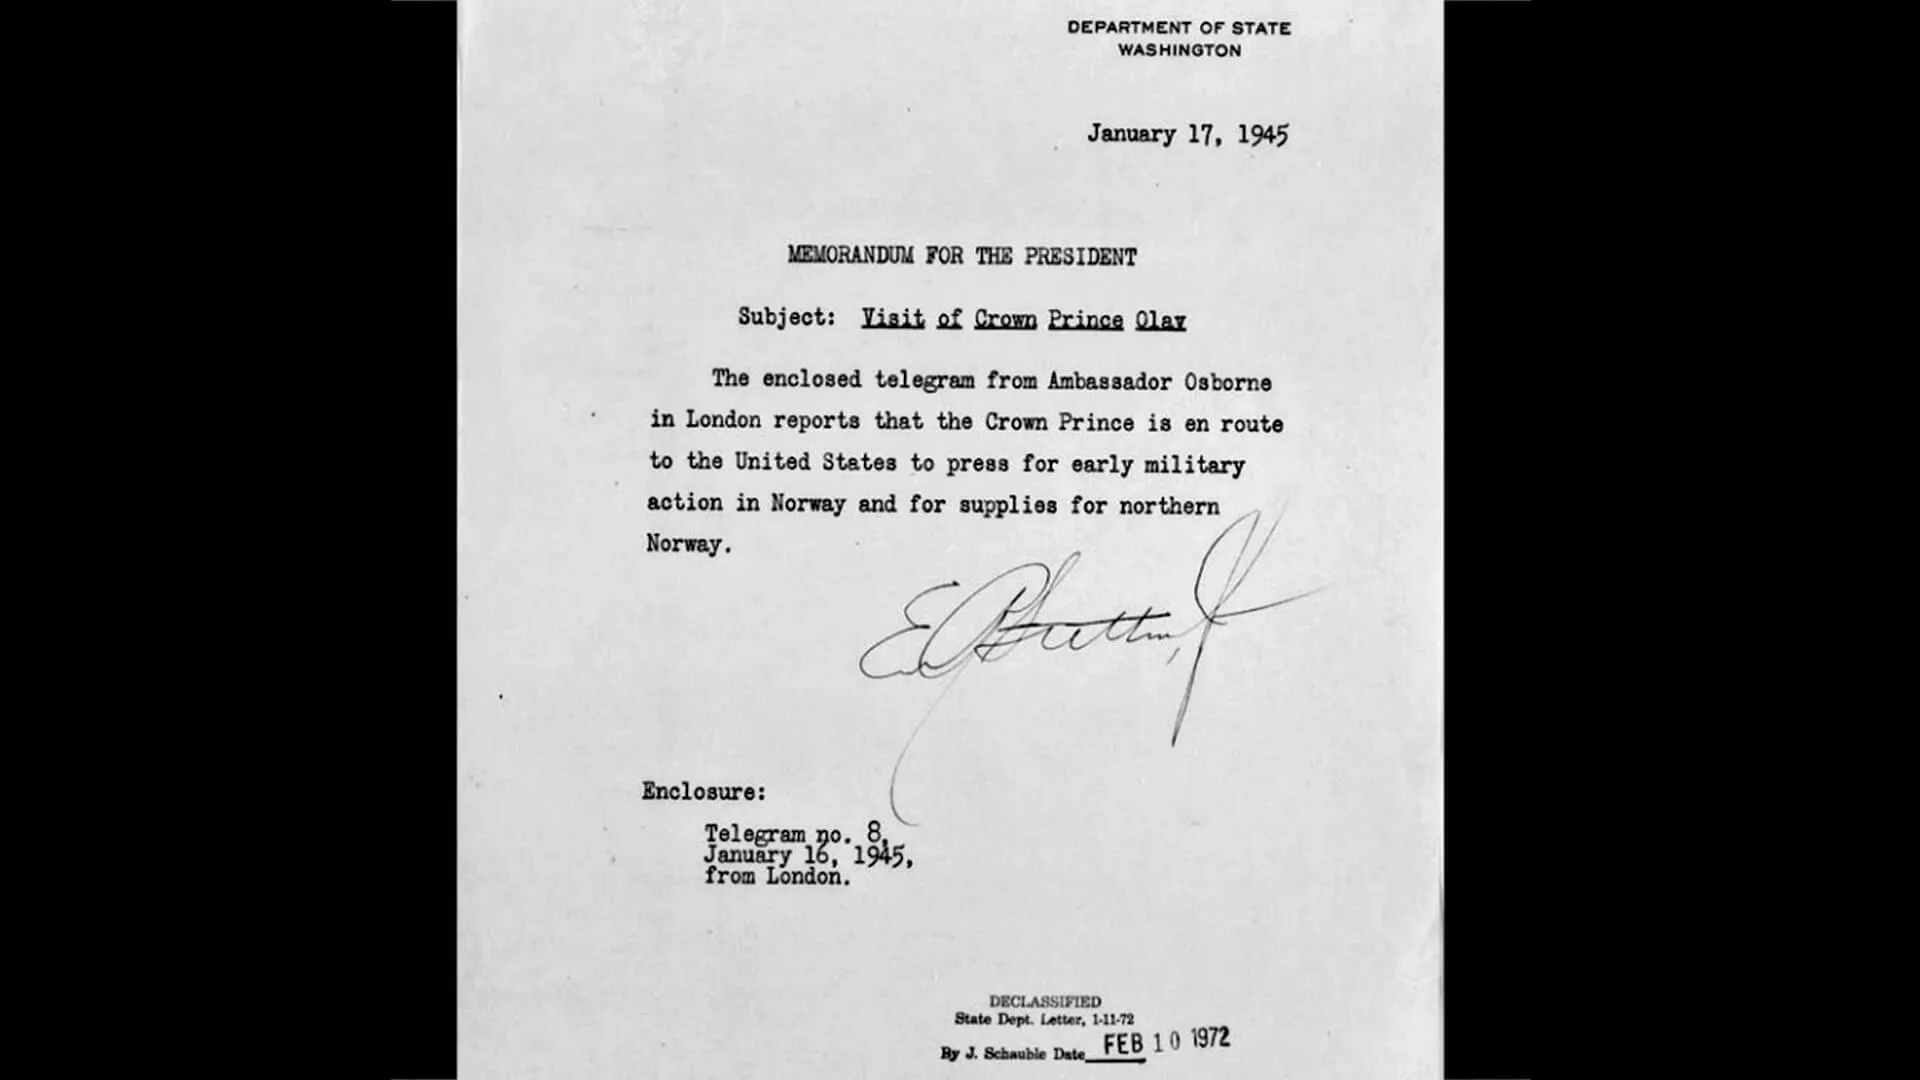 DEPARTMENT OF STATE
WASHINGTON
January 17, 1945
MEMORANDUM FOR THE PRESIDENT
Subject: Visit of Crown Prince Olav
The enclosed telegram from Ambassador Osborne
in London reports that the Crown Prince is en route
to the United States to press for early military
action in Norway and for supplies for northern
Norway.
Enclosure:
Telegram no. 8,
January 16, 1945,
from London.
DECLASSIFIED
State Dept. Letter, 1-11-72
By J. Schauble Date FEB 10 1972